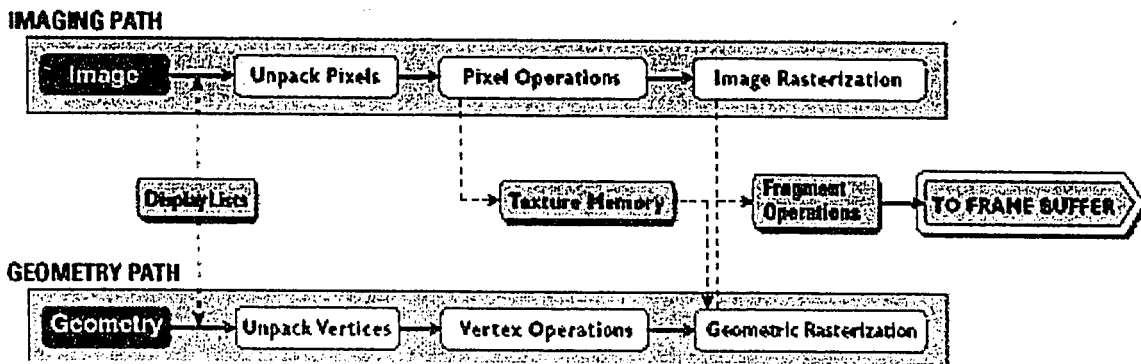 IMAGING PATH
Image
Unpack Pixels
Pixel Operations
Image Rasterization
Display Lists
Texture Memory
Fragment
Operations
TO FRAME BUFFER
GEOMETRY PATH
Geometry
Unpack Vertices
Vertex Operations
Geometric Rasterization